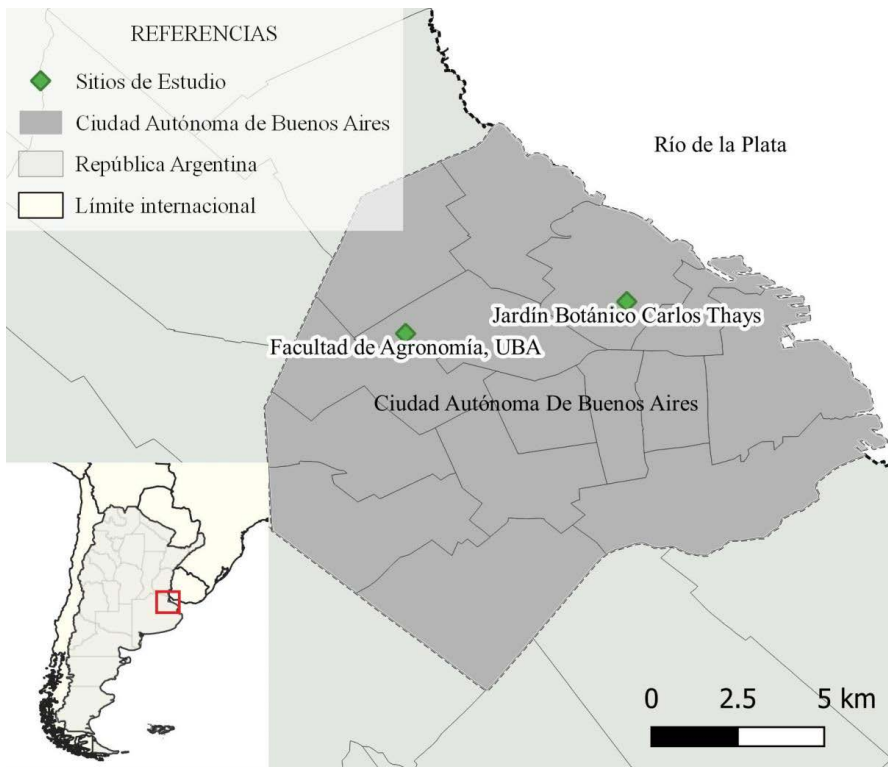 REFERENCIAS
Sitios de Estudio
Ciudad Autónoma de Buenos Aires
República Argentina
Límite internacional
Río de la Plata
Jardín Botánico Carlos Thays
Facultad de Agronomía, UBA
Ciudad Autónoma De Buenos Aires
0 2.5 5 km